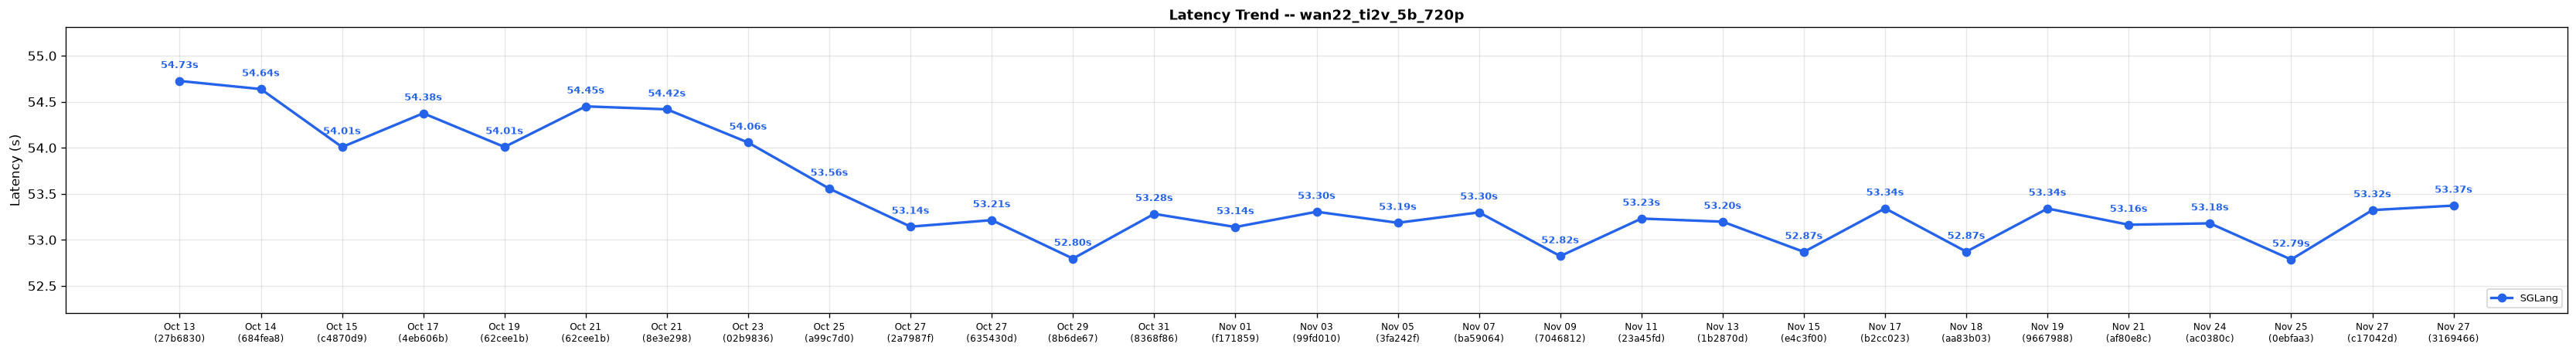 Latency Trend -- wan22_ti2v_5b_720p
Latency (s)
55.0
54.5
54.0
53.5
53.0
52.5
54.73s
54.64s
54.01s
54.38s
54.01s
54.45s
54.42s
54.06s
53.56s
53.14s
53.21s
52.80s
53.28s
53.14s
53.30s
53.19s
53.30s
52.82s
53.23s
53.20s
52.87s
53.34s
52.87s
53.34s
53.16s
53.18s
52.79s
53.32s
53.37s
SGLang
Oct 13
(27b6830)
Oct 14
(684fea8)
Oct 15
(c4870d9)
Oct 17
(4eb606b)
Oct 19
(62cee1b)
Oct 21
(62cee1b)
Oct 21
(8e3e298)
Oct 23
(02b9836)
Oct 25
(a99c7d0)
Oct 27
(2a7987f)
Oct 27
(635430d)
Oct 29
(8b6de67)
Oct 31
(8368f86)
Nov 01
(f171859)
Nov 03
(99fd010)
Nov 05
(3fa242f)
Nov 07
(ba59064)
Nov 09
(7046812)
Nov 11
(23a45fd)
Nov 13
(1b2870d)
Nov 15
(e4c3f00)
Nov 17
(b2cc023)
Nov 18
(aa83b03)
Nov 19
(9667988)
Nov 21
(af80e8c)
Nov 24
(ac0380c)
Nov 25
(0ebfaa3)
Nov 27
(c17042d)
Nov 27
(3169466)